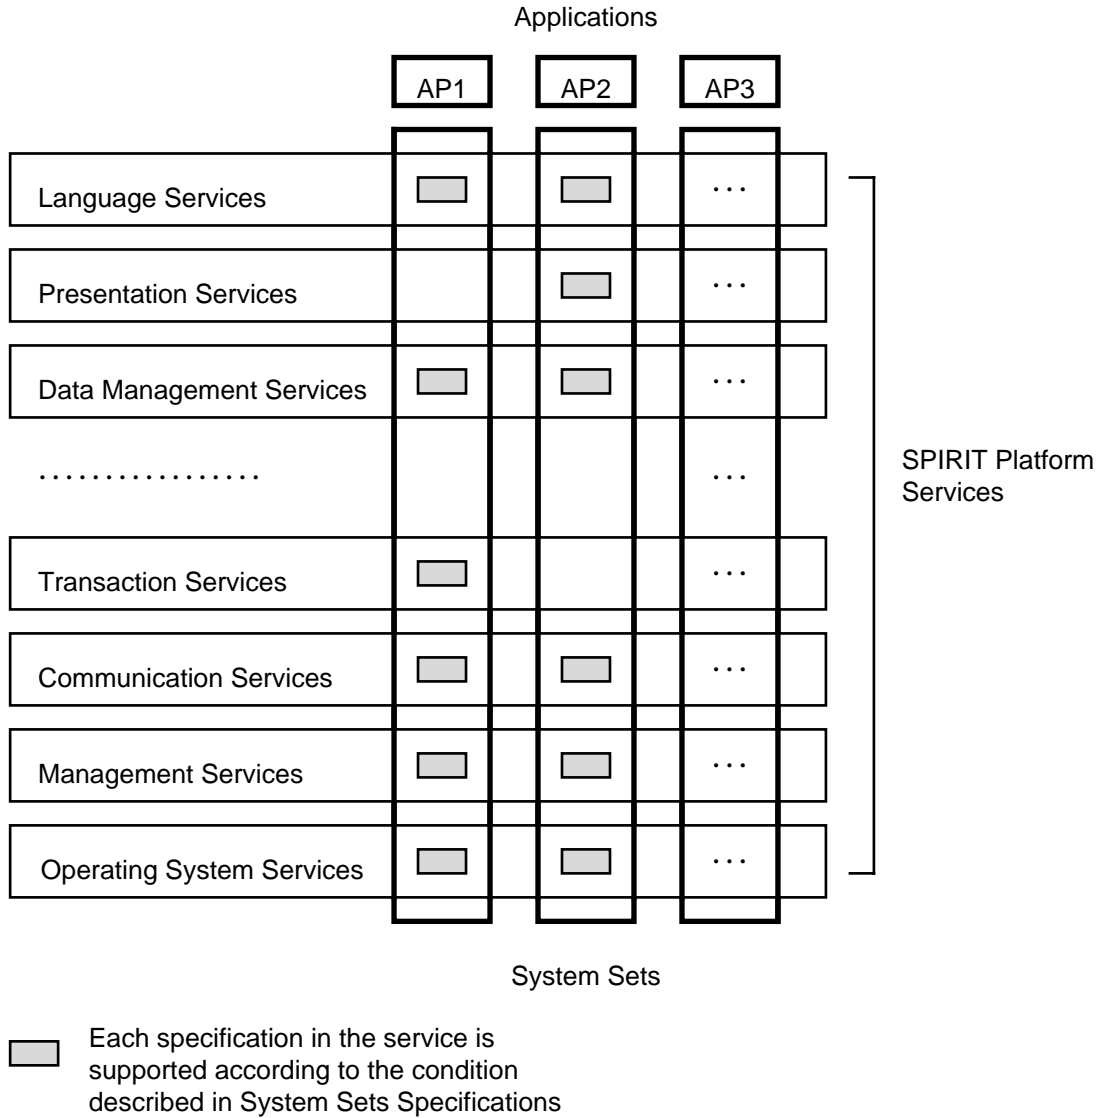 Applications
AP1 AP2 AP3
Language Services ...
Presentation Services ...
Data Management Services ...
................. ...
SPIRIT Platform
Services
Transaction Services ...
Communication Services ...
Management Services ...
Operating System Services ...
System Sets
Each specification in the service is
supported according to the condition
described in System Sets Specifications